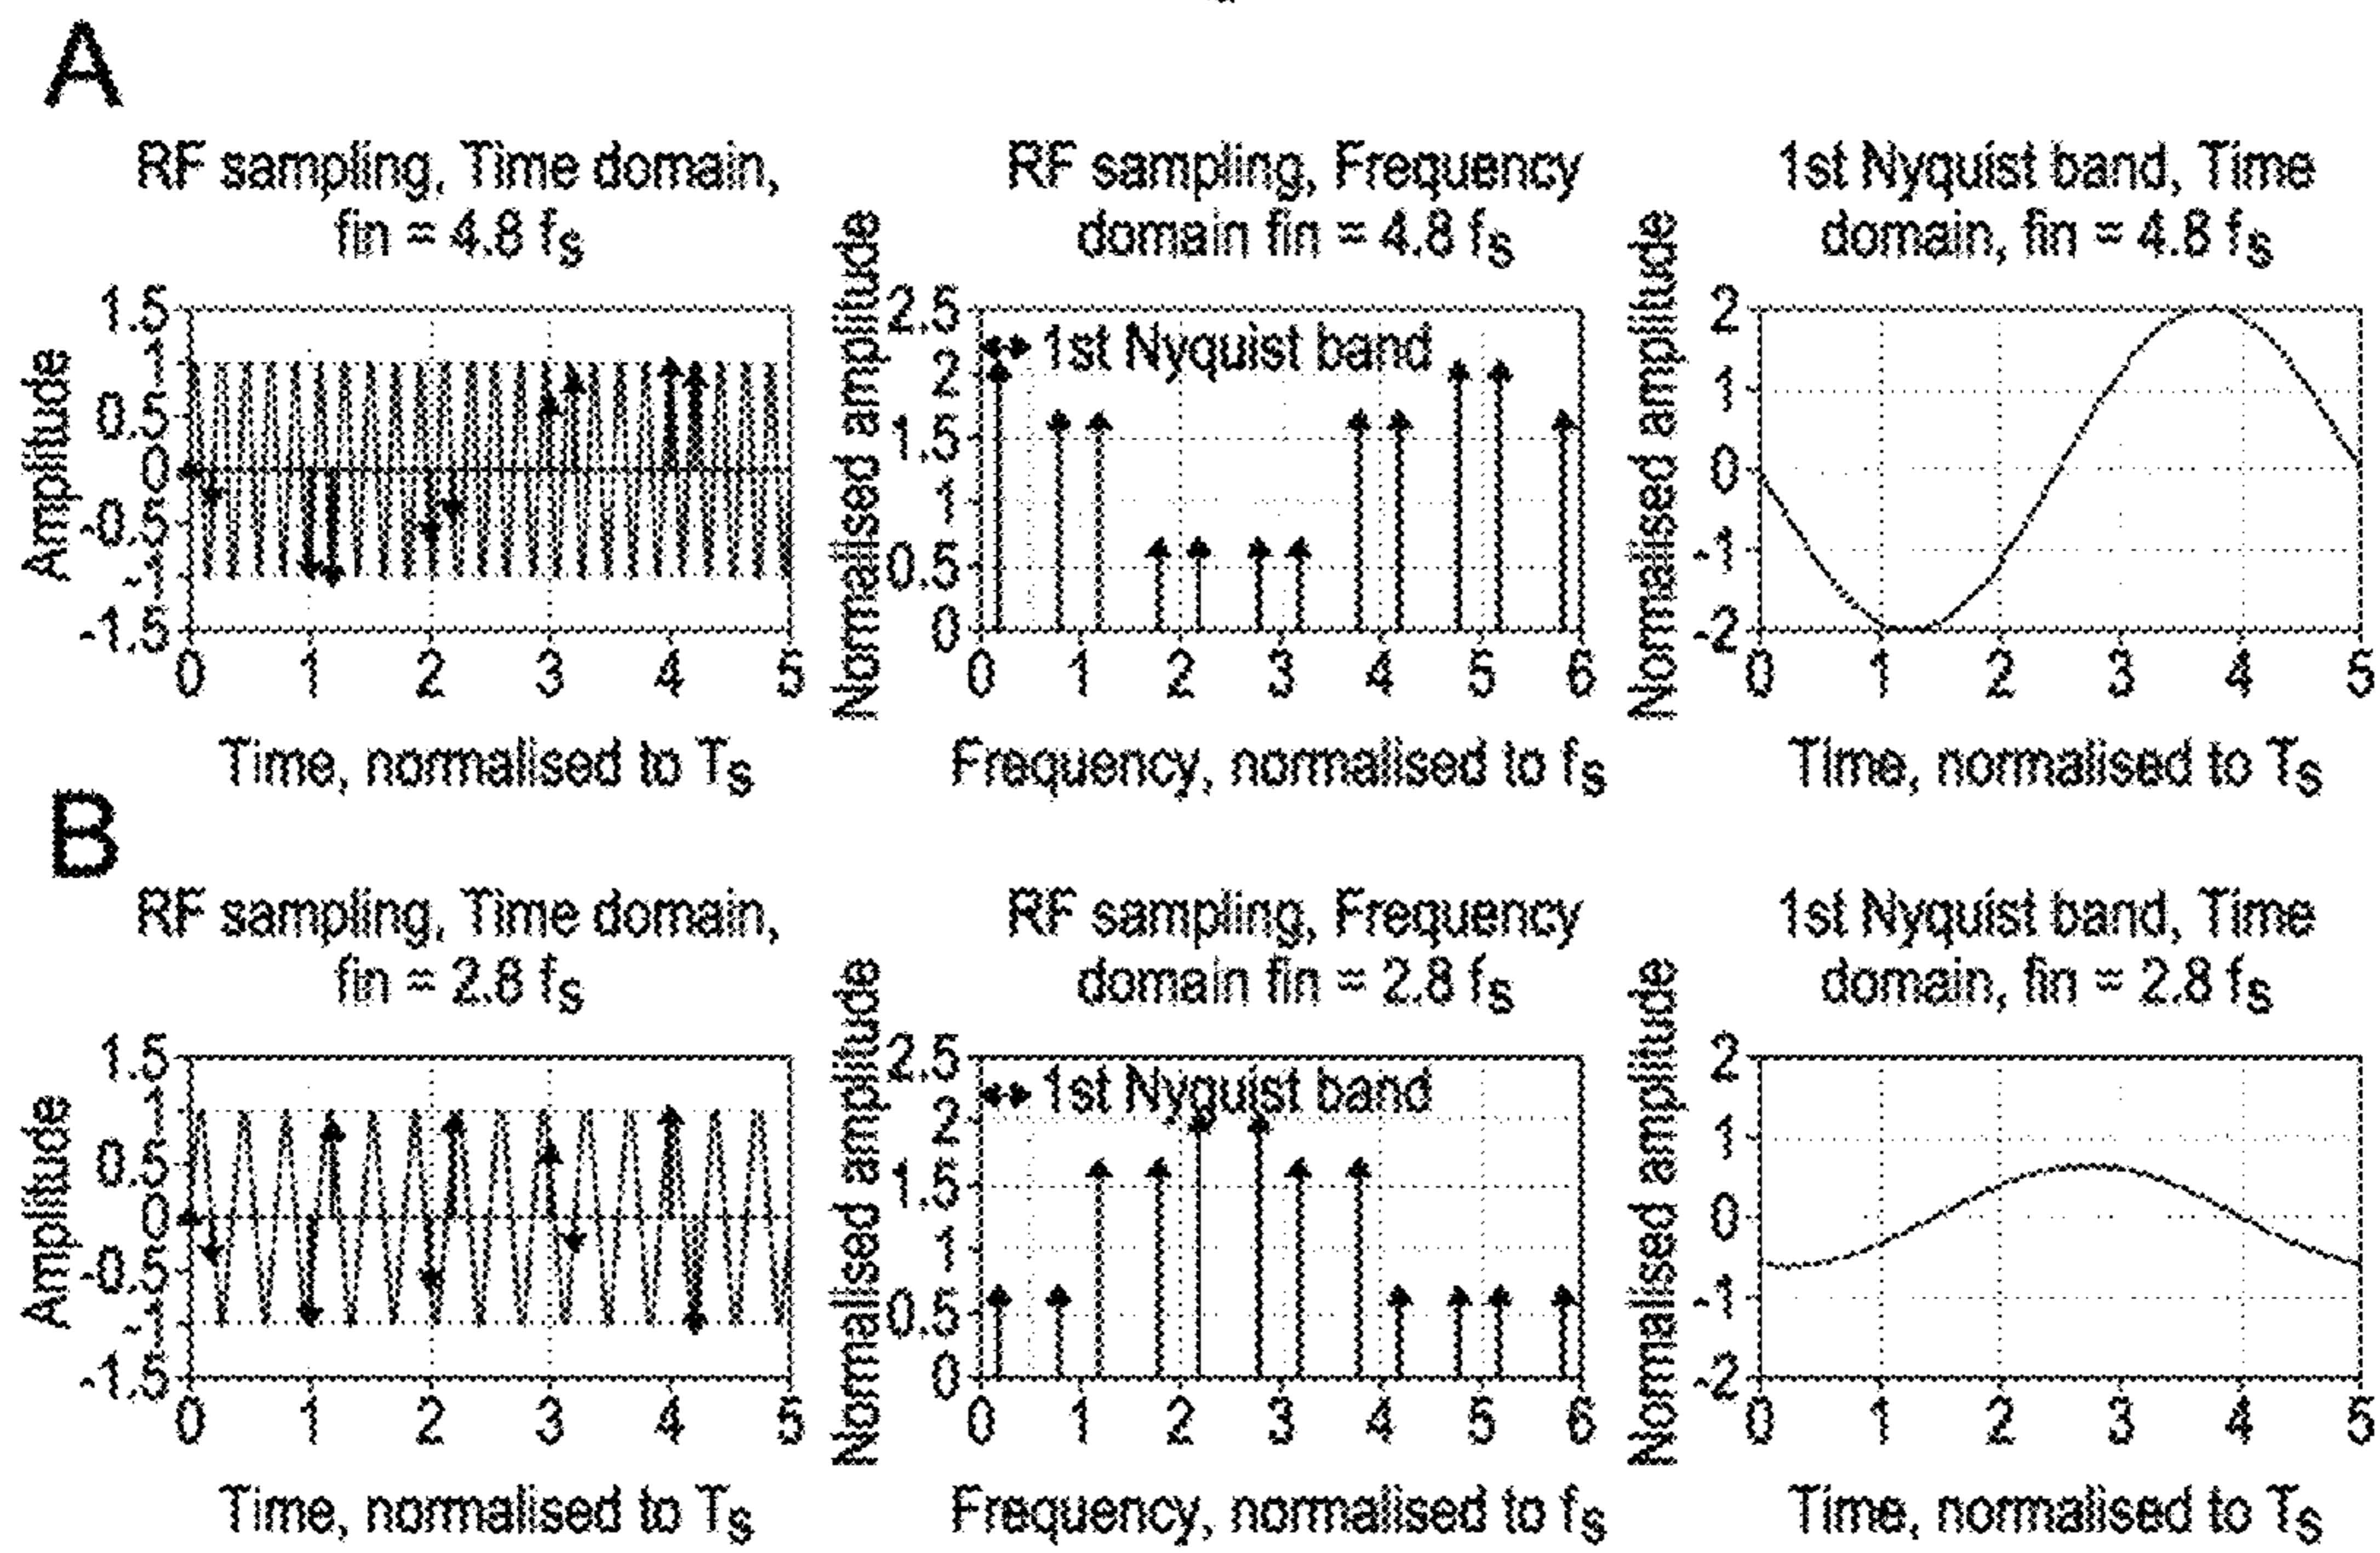 A
RF sampling, Time domain,
fin = 4.8 fs
Amplitude
1.5
1
0.5
0
-0.5
-1
-1.5
0 1 2 3 4 5
Time, normalised to Ts
RF sampling, Frequency
domain fin = 4.8 fs
Normalised amplitude
1st Nyquist band
2.5
2
1.5
1
0.5
0
0 1 2 3 4 5 6
Frequency, normalised to fs
1st Nyquist band, Time
domain, fin = 4.8 fs
Normalised amplitude
2
1
0
-1
-2
0 1 2 3 4 5
Time, normalised to Ts
B
RF sampling, Time domain,
fin = 2.8 fs
Amplitude
1.5
1
0.5
0
-0.5
-1
-1.5
0 1 2 3 4 5
Time, normalised to Ts
RF sampling, Frequency
domain fin = 2.8 fs
Normalised amplitude
1st Nyquist band
2.5
2
1.5
1
0.5
0
0 1 2 3 4 5 6
Frequency, normalised to fs
1st Nyquist band, Time
domain, fin = 2.8 fs
Normalised amplitude
2
1
0
-1
-2
0 1 2 3 4 5
Time, normalised to Ts